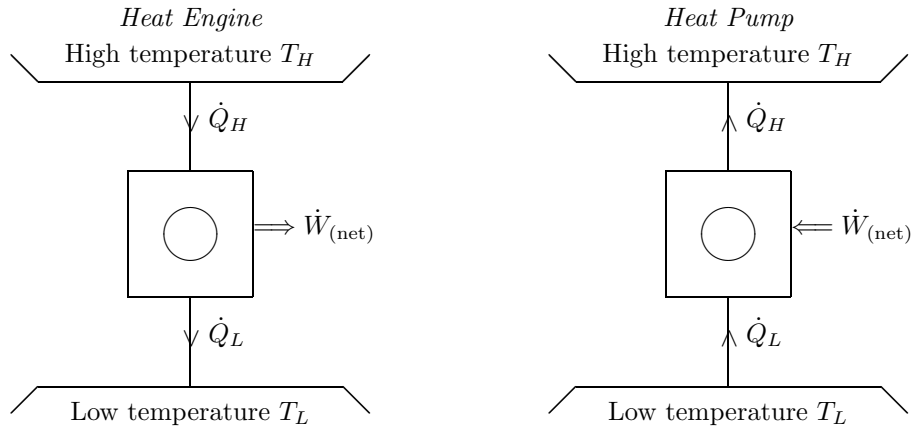 Heat Engine
High temperature T_H
Q̇_H
Ẇ_(net)
Q̇_L
Low temperature T_L
Heat Pump
High temperature T_H
Q̇_H
Ẇ_(net)
Q̇_L
Low temperature T_L